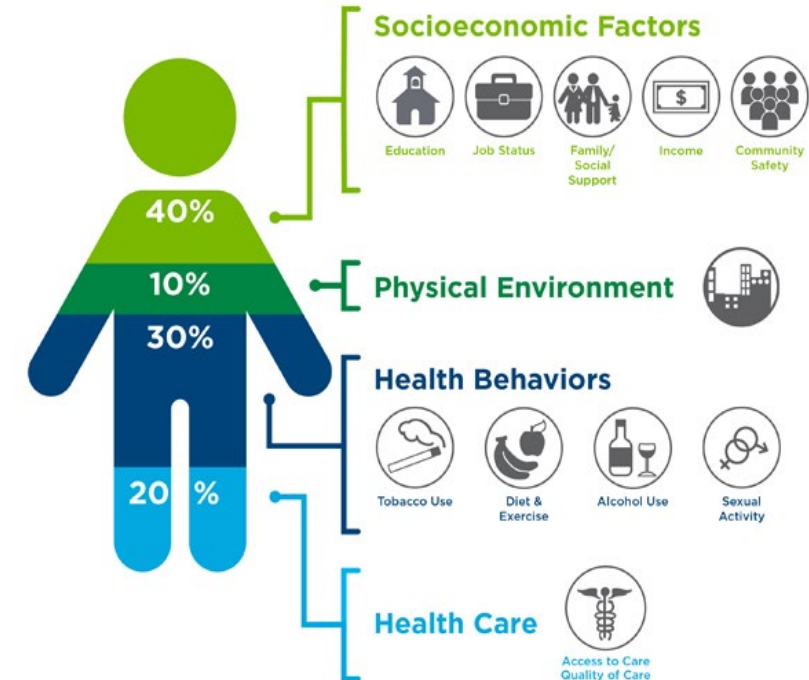 Socioeconomic Factors
Education
Job Status
Family/
Social
Support
Income
$
Community
Safety
40%
10%
Physical Environment
30%
Health Behaviors
Tobacco Use
Diet &
Exercise
Alcohol Use
Sexual
Activity
20 %
Health Care
Access to Care
Quality of Care